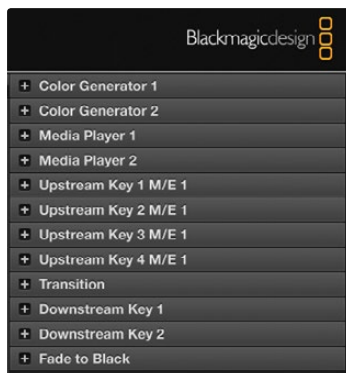 Blackmagicdesign
Color Generator 1
Color Generator 2
Media Player 1
Media Player 2
Upstream Key 1 M/E 1
Upstream Key 2 M/E 1
Upstream Key 3 M/E 1
Upstream Key 4 M/E 1
Transition
Downstream Key 1
Downstream Key 2
Fade to Black